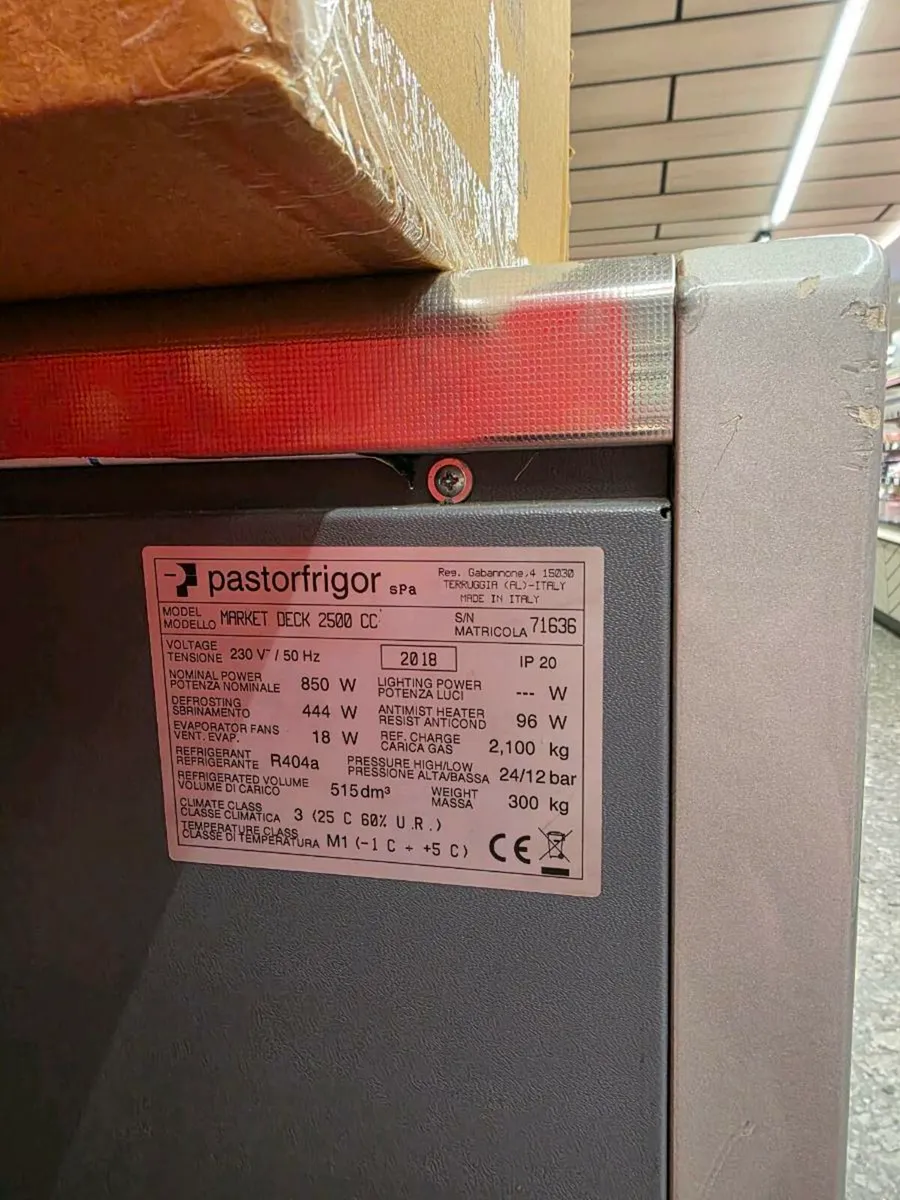 pastorfrigor SPA
Reg. Gabannone,4 15030
TERRUGGIA (AL)-ITALY
MADE IN ITALY
MODEL
MODELLO MARKET DECK 2500 CC
S/N
MATRICOLA 71636
VOLTAGE
TENSIONE 230 V~ / 50 Hz
2018
IP 20
NOMINAL POWER
POTENZA NOMINALE 850 W
LIGHTING POWER
POTENZA LUCI --- W
DEFROSTING
SBRINAMENTO 444 W
ANTIMIST HEATER
RESIST ANTICOND 96 W
EVAPORATOR FANS
VENT. EVAP. 18 W
REF. CHARGE
CARICA GAS 2,100 kg
REFRIGERANT
REFRIGERANTE R404a
PRESSURE HIGH/LOW
PRESSIONE ALTA/BASSA 24/12 bar
REFRIGERATED VOLUME
VOLUME DI CARICO 515 dm³
WEIGHT
MASSA 300 kg
CLIMATE CLASS
CLASSE CLIMATICA 3 (25 C 60% U.R.)
TEMPERATURE CLASS
CLASSE DI TEMPERATURA M1 (-1 C ÷ +5 C)
CE